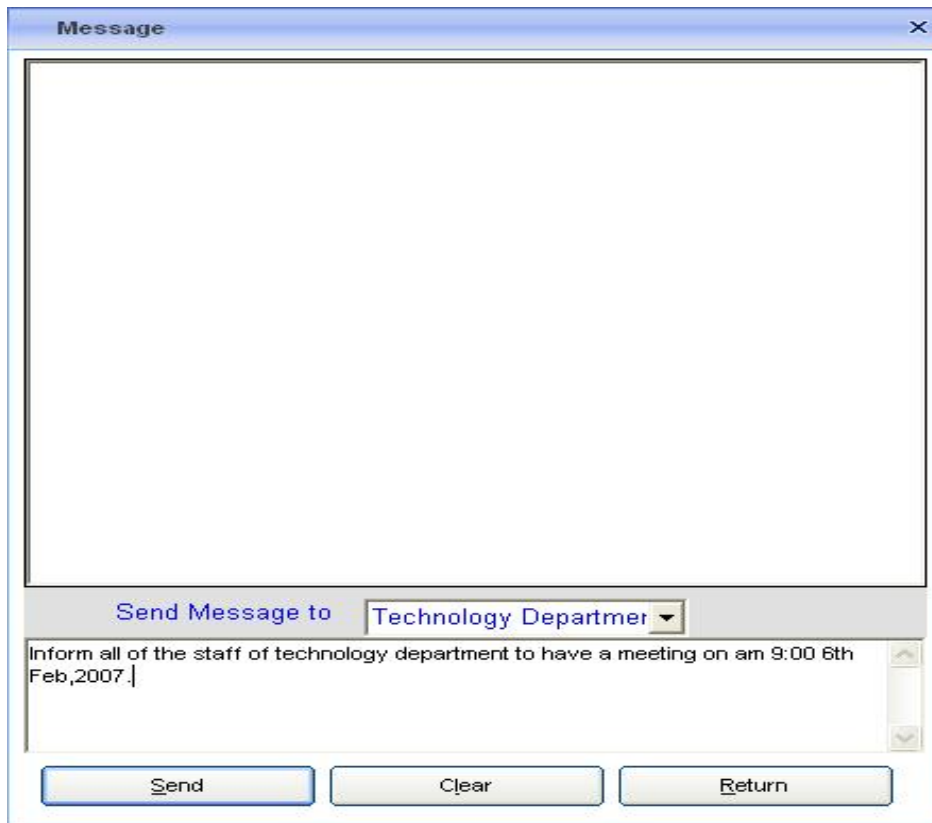 Message
Send Message to Technology Departmer
Inform all of the staff of technology department to have a meeting on am 9:00 6th
Feb,2007.
Send Clear Return